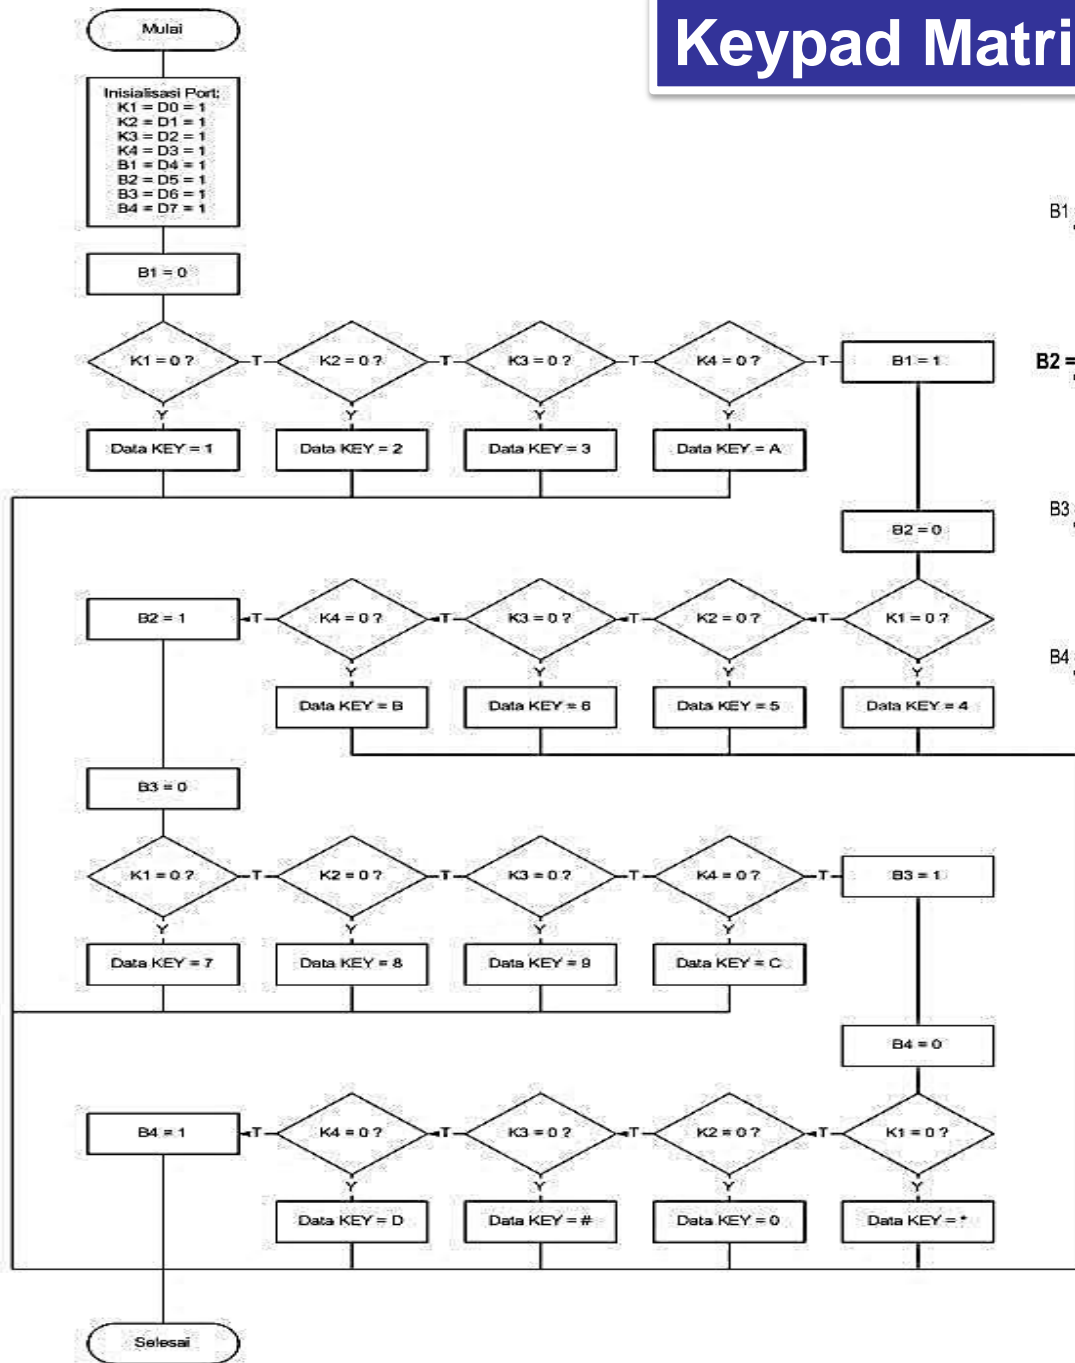 Keypad Matri
Mulai
Inisialisasi Port:
K1 = D0 = 1
K2 = D1 = 1
K3 = D2 = 1
K4 = D3 = 1
B1 = D4 = 1
B2 = D5 = 1
B3 = D6 = 1
B4 = D7 = 1
B1
B1 = 0
K1 = 0 ? T K2 = 0 ? T K3 = 0 ? T K4 = 0 ? T B1 = 1
B2 =
Y Y Y Y
Data KEY = 1 Data KEY = 2 Data KEY = 3 Data KEY = A
B3
B2 = 0
B2 = 1 T K4 = 0 ? T K3 = 0 ? T K2 = 0 ? T K1 = 0 ?
B4
Y Y Y Y
Data KEY = B Data KEY = 6 Data KEY = 5 Data KEY = 4
B3 = 0
K1 = 0 ? T K2 = 0 ? T K3 = 0 ? T K4 = 0 ? T B3 = 1
Y Y Y Y
Data KEY = 7 Data KEY = 8 Data KEY = 9 Data KEY = C
B4 = 0
B4 = 1 T K4 = 0 ? T K3 = 0 ? T K2 = 0 ? T K1 = 0 ?
Y Y Y Y
Data KEY = D Data KEY = # Data KEY = 0 Data KEY = *
Selesai